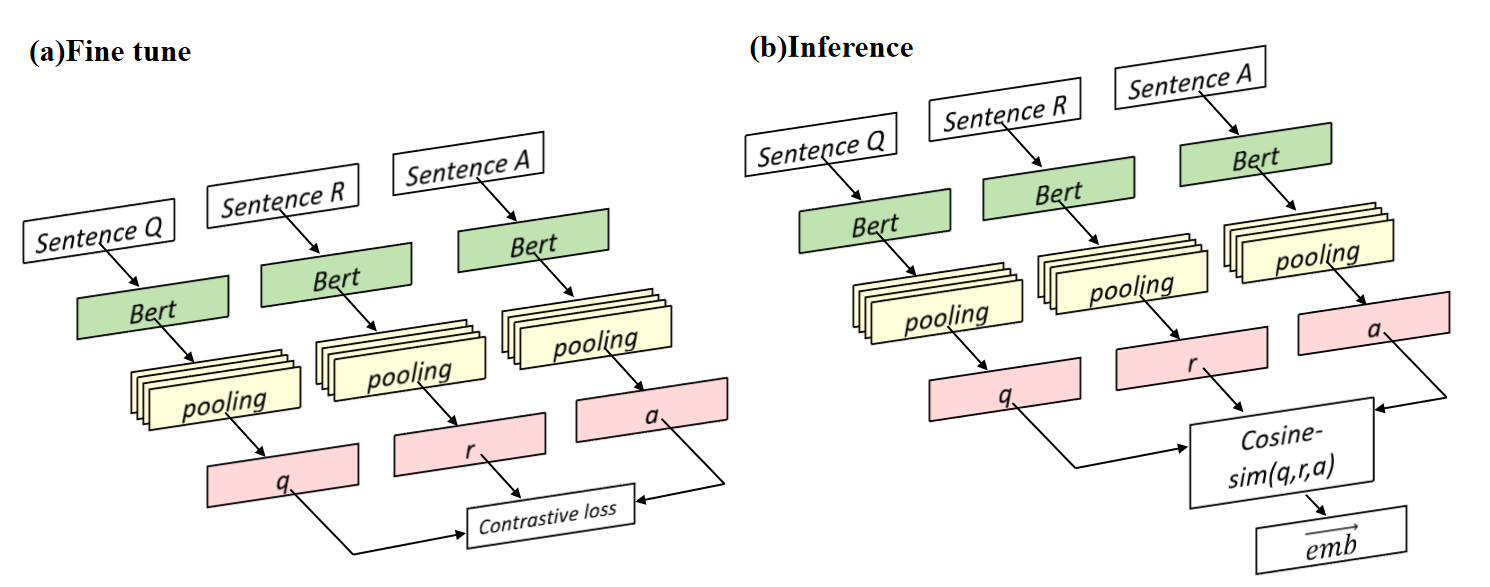 (a)Fine tune
Sentence Q
Sentence R
Sentence A
Bert
Bert
Bert
pooling
pooling
pooling
q
r
a
Contrastive loss
(b)Inference
Sentence Q
Sentence R
Sentence A
Bert
Bert
Bert
pooling
pooling
pooling
q
r
a
Cosine-
sim(q,r,a)
emb